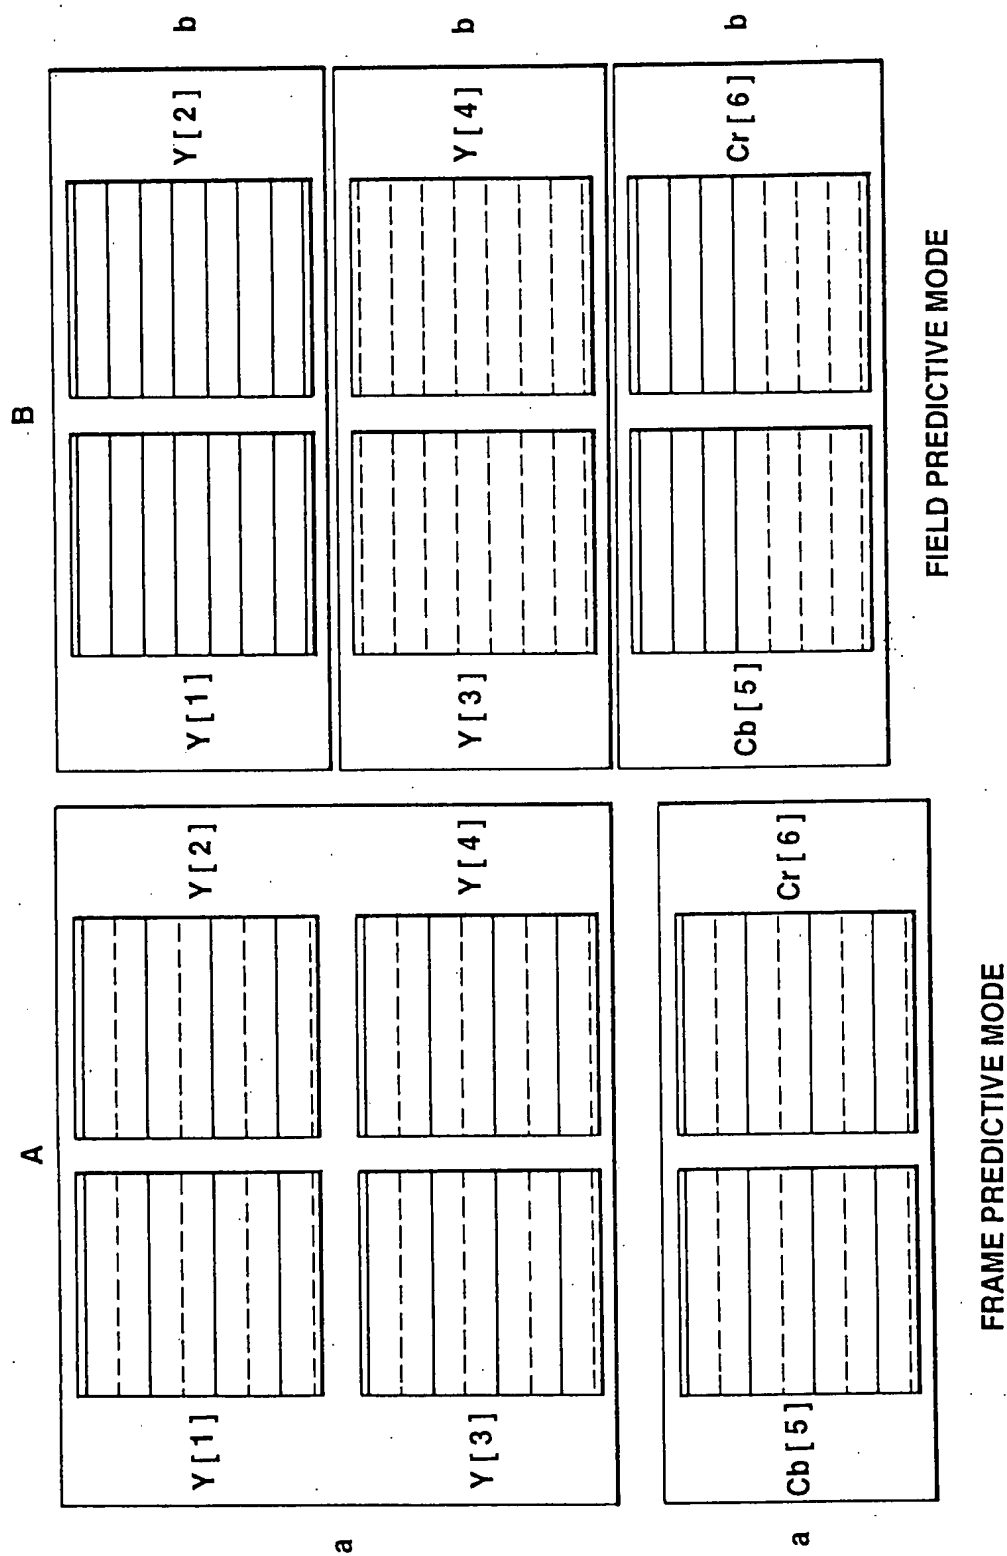 A
a
Y[1]
Y[2]
Y[3]
Y[4]
a
Cb[5]
Cr[6]
FRAME PREDICTIVE MODE
B
Y[1]
Y[2]
b
Y[3]
Y[4]
b
Cb[5]
Cr[6]
b
FIELD PREDICTIVE MODE